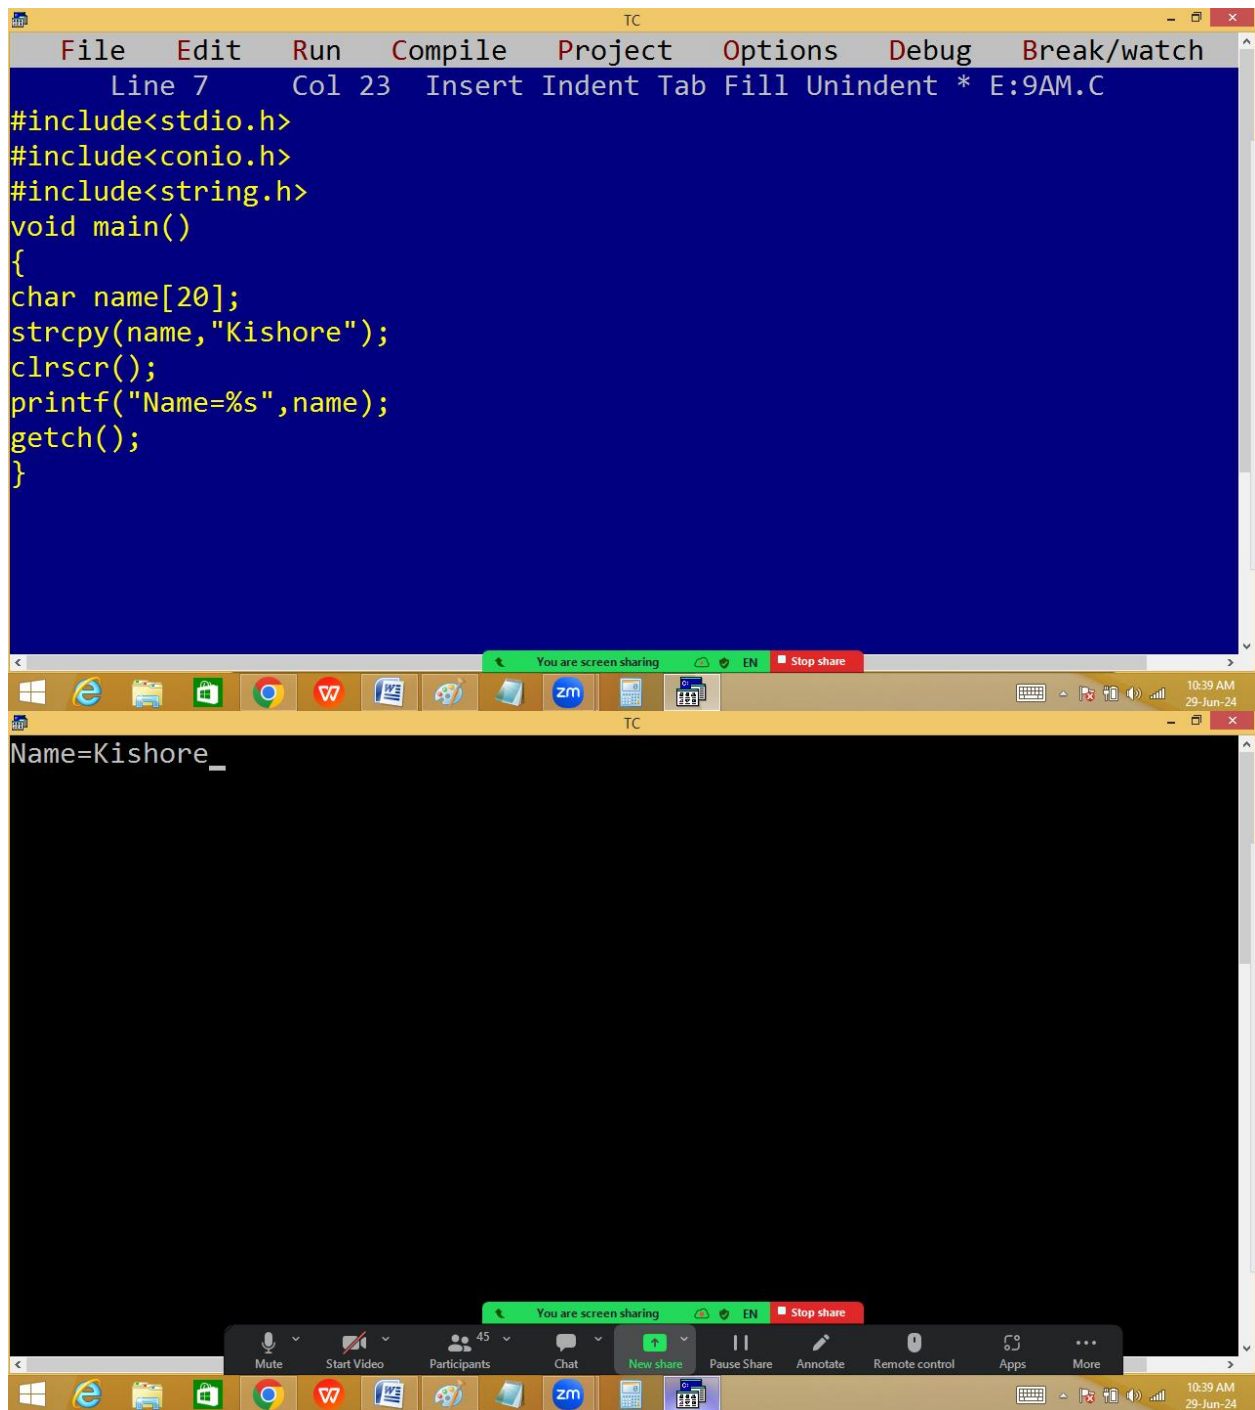 TC
File Edit Run Compile Project Options Debug Break/watch
Line 7 Col 23 Insert Indent Tab Fill Unindent * E:9AM.C
#include<stdio.h>
#include<conio.h>
#include<string.h>
void main()
{
char name[20];
strcpy(name,"Kishore");
clrscr();
printf("Name=%s",name);
getch();
}
You are screen sharing EN Stop share
zm
10:39 AM
29-Jun-24
TC
Name=Kishore_
You are screen sharing EN Stop share
45
Mute Start Video Participants Chat New share Pause Share Annotate Remote control Apps More
zm
10:39 AM
29-Jun-24